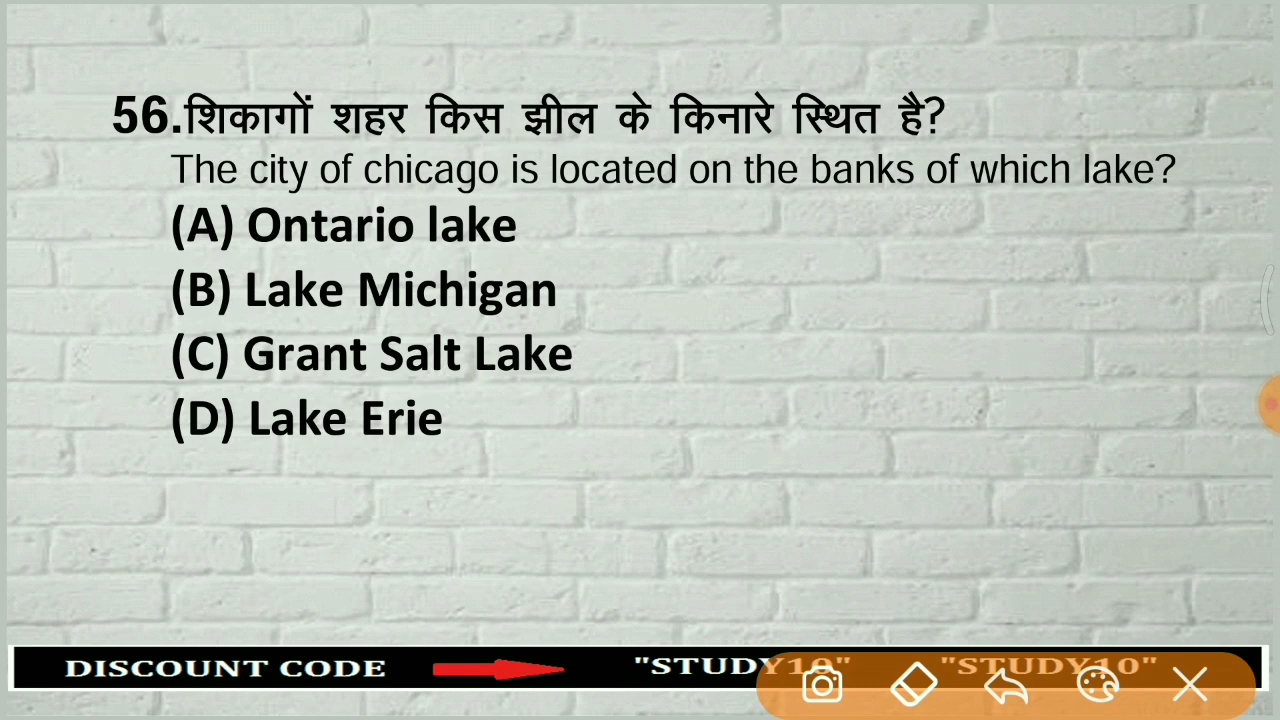 56.शिकागों शहर किस झील के किनारे स्थित है?
The city of chicago is located on the banks of which lake?
(A) Ontario lake
(B) Lake Michigan
(C) Grant Salt Lake
(D) Lake Erie
DISCOUNT CODE "STUDY10" "STUDY10"